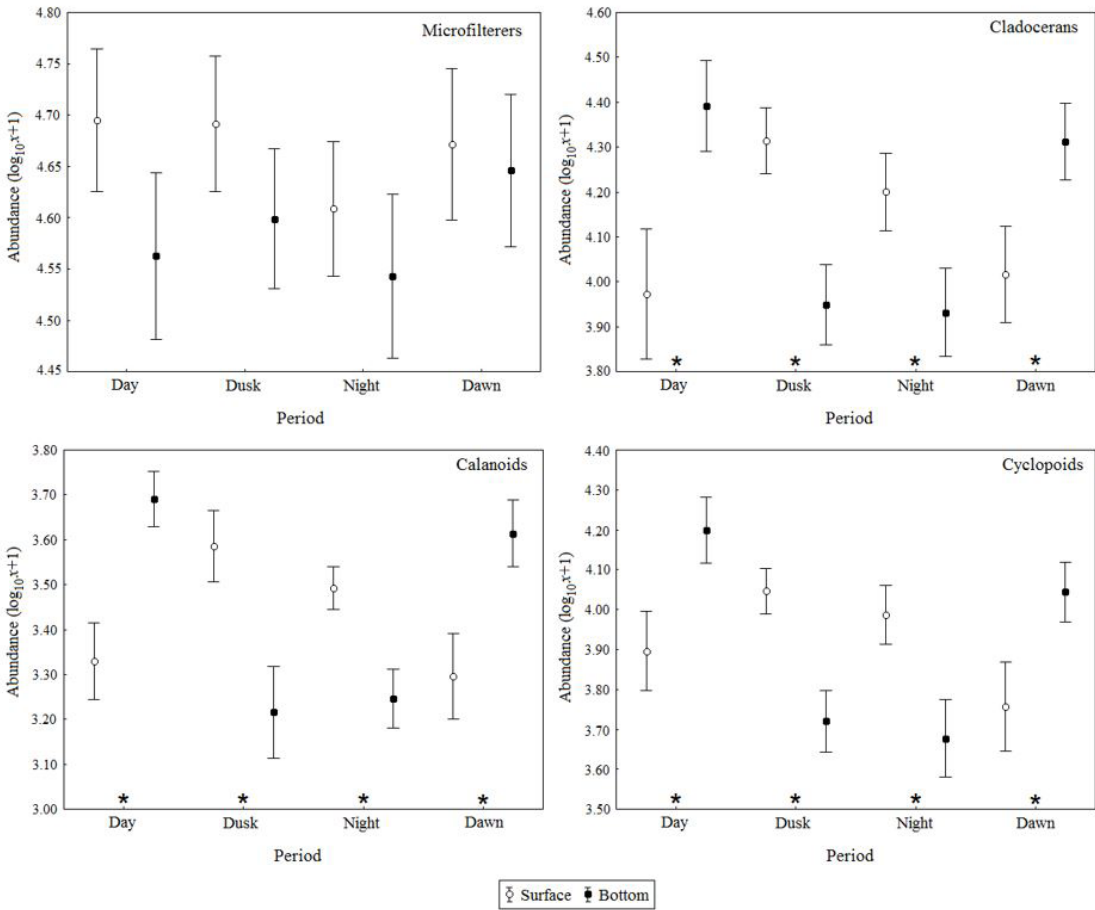 Microfilterers
Abundance (log10x+1)
4.80
4.75
4.70
4.65
4.60
4.55
4.50
4.45
Day Dusk Night Dawn
Period
Cladocerans
Abundance (log10x+1)
4.60
4.50
4.40
4.30
4.20
4.10
4.00
3.90
3.80
* * * *
Day Dusk Night Dawn
Period
Calanoids
Abundance (log10x+1)
3.80
3.70
3.60
3.50
3.40
3.30
3.20
3.10
3.00
* * * *
Day Dusk Night Dawn
Period
Cyclopoids
Abundance (log10x+1)
4.40
4.30
4.20
4.10
4.00
3.90
3.80
3.70
3.60
3.50
* * * *
Day Dusk Night Dawn
Period
Surface Bottom